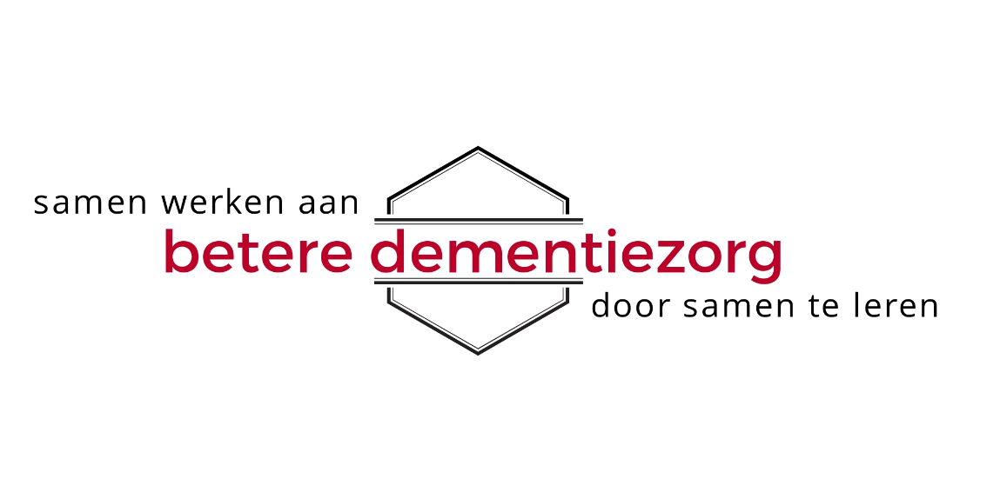 samen werken aan
betere dementiezorg
door samen te leren